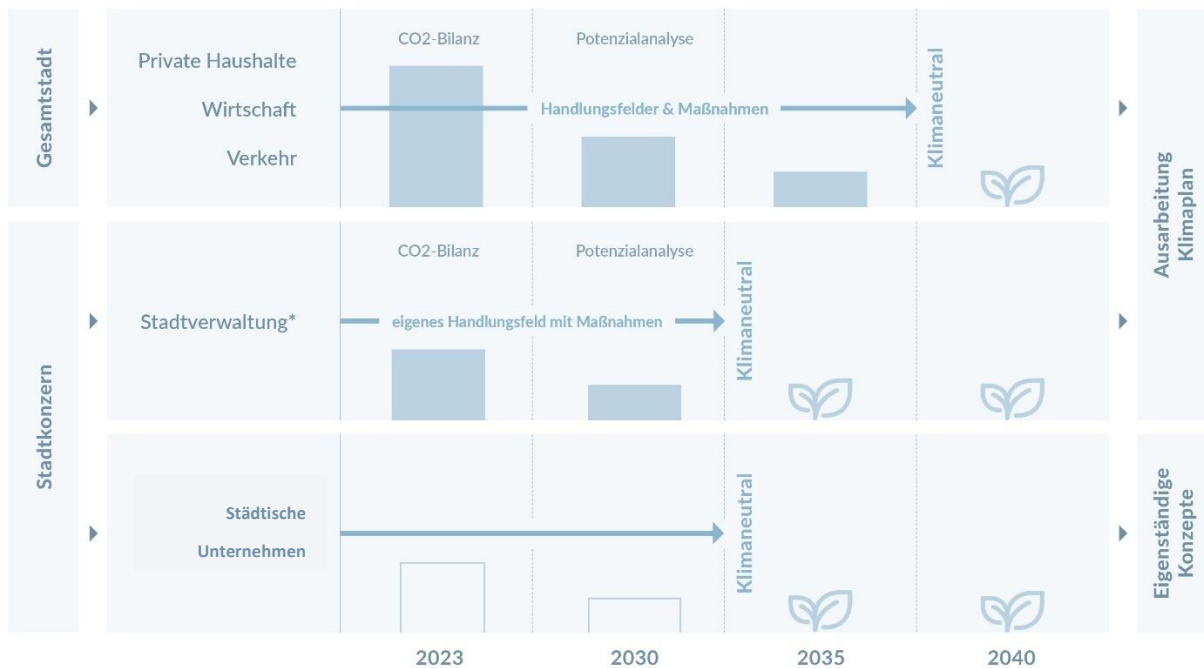 Gesamtstadt
Private Haushalte
Wirtschaft
Verkehr
CO2-Bilanz
Potenzialanalyse
Handlungsfelder & Maßnahmen
Klimaneutral
Stadtkonzern
Stadtverwaltung*
CO2-Bilanz
Potenzialanalyse
eigenes Handlungsfeld mit Maßnahmen
Klimaneutral
Ausarbeitung
Klimaplan
Städtische
Unternehmen
Klimaneutral
Eigenständige
Konzepte
2023
2030
2035
2040